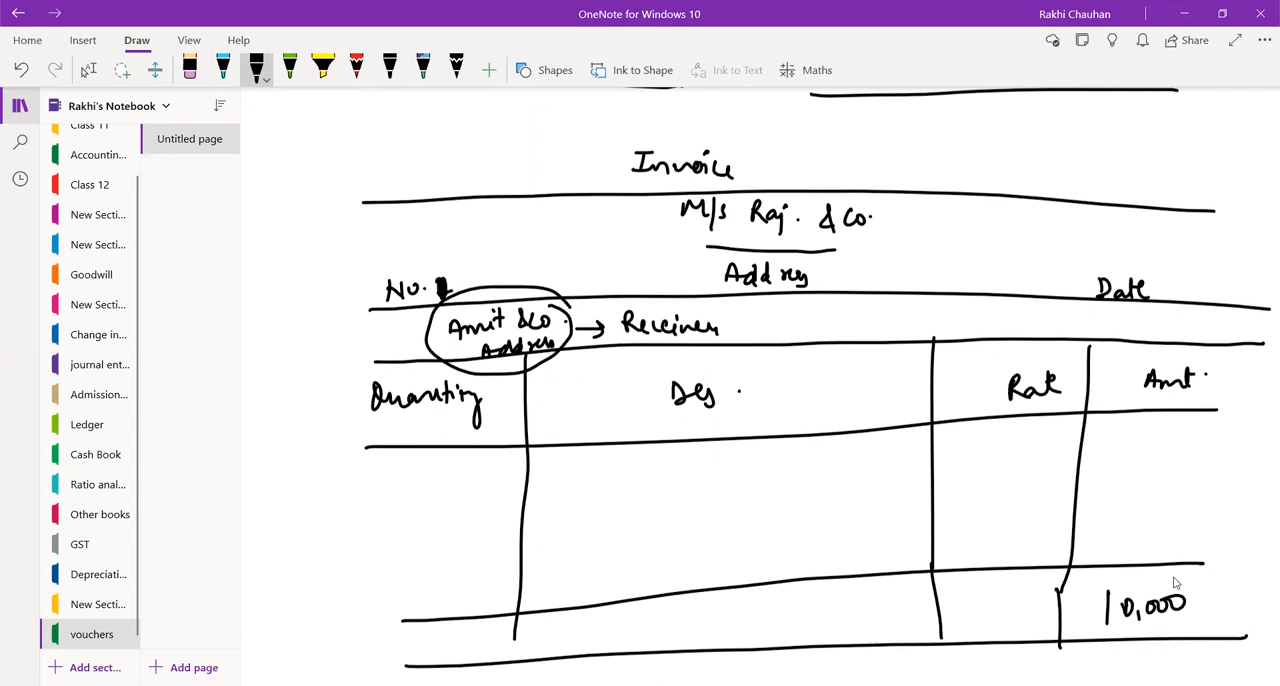 OneNote for Windows 10
Rakhi Chauhan
Home Insert Draw View Help
Share
Shapes Ink to Shape Ink to Text Maths
Rakhi's Notebook
Class 11
Accountin...
Class 12
New Secti...
New Secti...
Goodwill
New Secti...
Change in...
journal ent...
Admission...
Ledger
Cash Book
Ratio anal...
Other books
GST
Depreciati...
New Secti...
vouchers
Add sect...
Untitled page
Add page
Invoice
M/s Raj. & Co.
Address
No. Date
Amit & Co. → Receiver
Address
Quantity Des. Rate Amt.
10,000